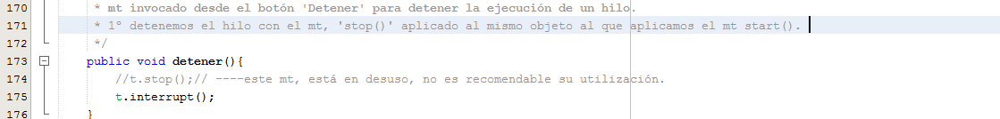 170 * mt invocado desde el botón 'Detener' para detener la ejecución de un hilo.
171 * 1º detenemos el hilo con el mt, 'stop()' aplicado al mismo objeto al que aplicamos el mt start().
172 */
173 public void detener(){
174 //t.stop();// ----este mt, está en desuso, no es recomendable su utilización.
175 t.interrupt();
176 }